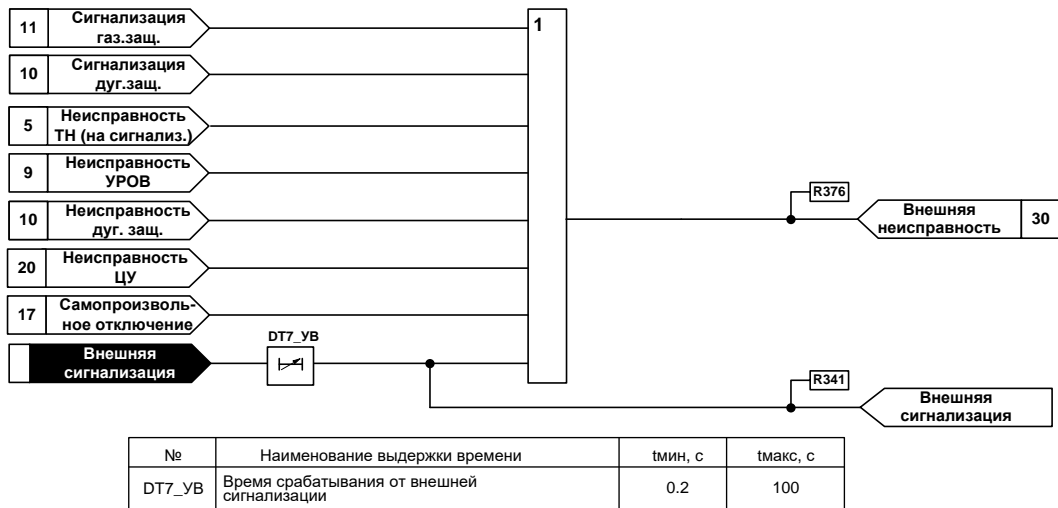 11
Сигнализация
газ.защ.
1
10
Сигнализация
дуг.защ.
5
Неисправность
ТН (на сигнализ.)
9
Неисправность
УРОВ
10
Неисправность
дуг. защ.
R376
Внешняя
неисправность
30
20
Неисправность
ЦУ
17
Самопроизволь-
ное отключение
Внешняя
сигнализация
DT7_УВ
R341
Внешняя
сигнализация
№ Наименование выдержки времени tмин, с tмакс, с
DT7_УВ Время срабатывания от внешней
сигнализации 0.2 100